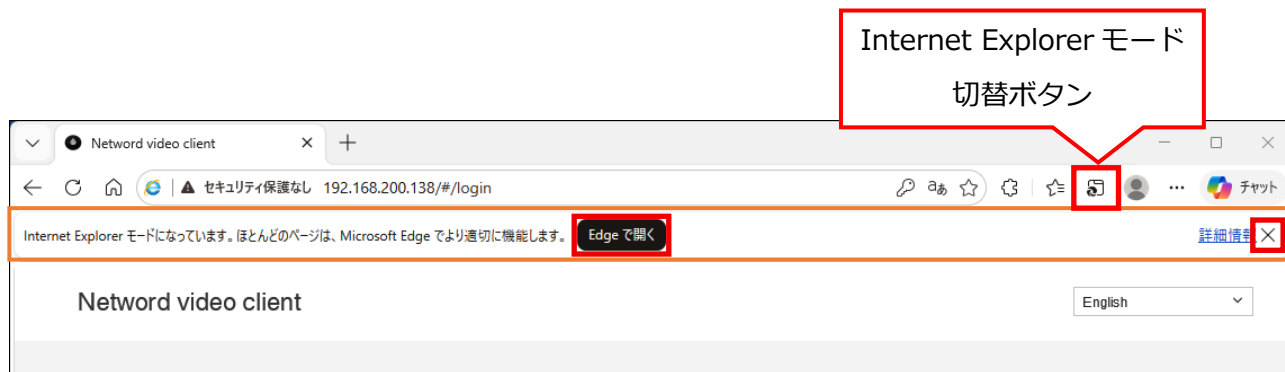 Internet Explorer モード
切替ボタン
Netword video client
セキュリティ保護なし 192.168.200.138/#/login
aあ
チャット
Internet Explorer モードになっています。ほとんどのページは、Microsoft Edge でより適切に機能します。 Edge で開く 詳細情報
Netword video client
English